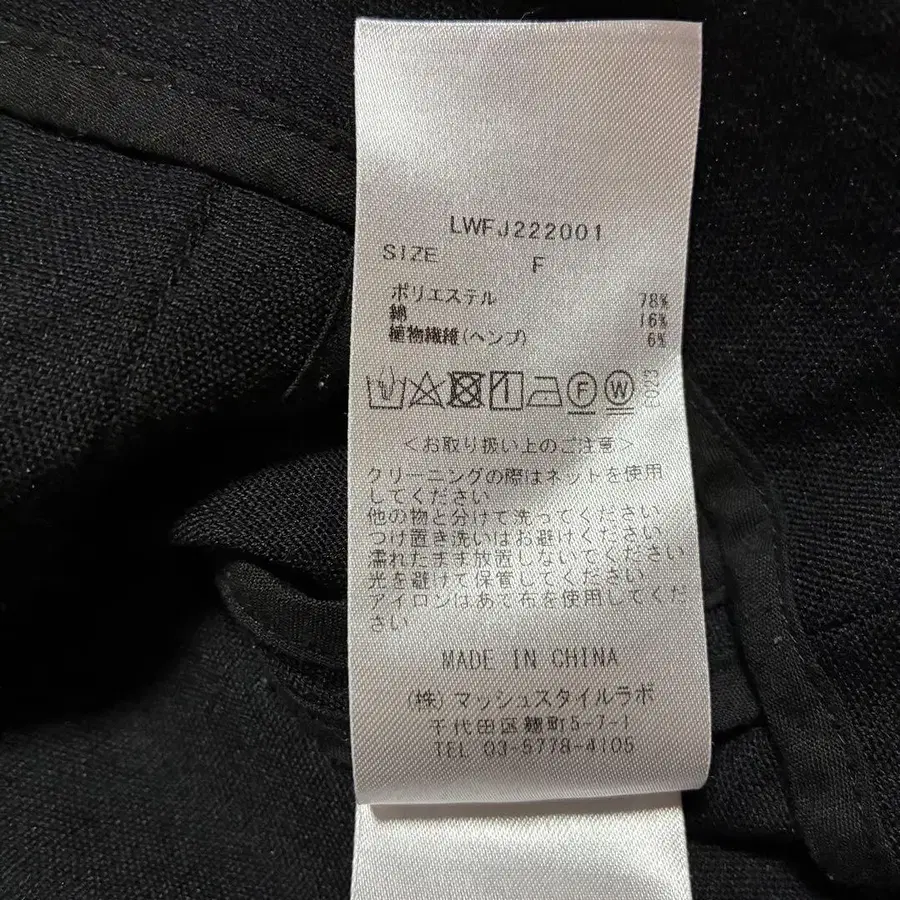 LWFJ222001
SIZE F
ポリエステル 78%
綿 16%
植物繊維(ヘンプ) 6%
F W
<お取り扱い上のご注意>
クリーニングの際はネットを使用
してください
他の物と分けて洗ってください
つけ置き洗いはお避けください
濡れたまま放置しないでください
光を避けて保管してください
アイロンはあて布を使用してくだ
さい
MADE IN CHINA
(株)マッシュスタイルラボ
千代田区麹町5-7-1
TEL 03-5778-4105